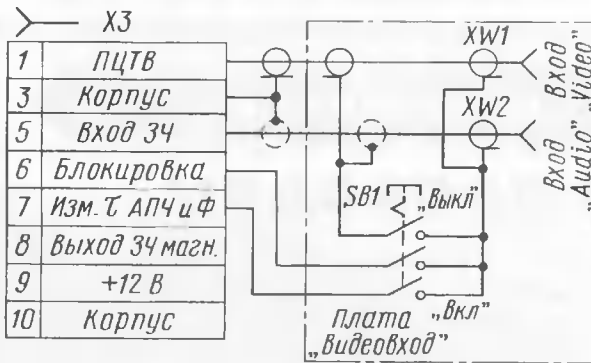 X3
1 ПЦТВ
3 Корпус
5 Вход ЗЧ
6 Блокировка
7 Изм. τ АПЧ и Ф
8 Выход ЗЧ магн.
9 +12 В
10 Корпус
XW1
Вход „Video”
XW2
Вход „Audio”
SB1
„Выкл”
„Вкл”
Плата
„Видеовход”